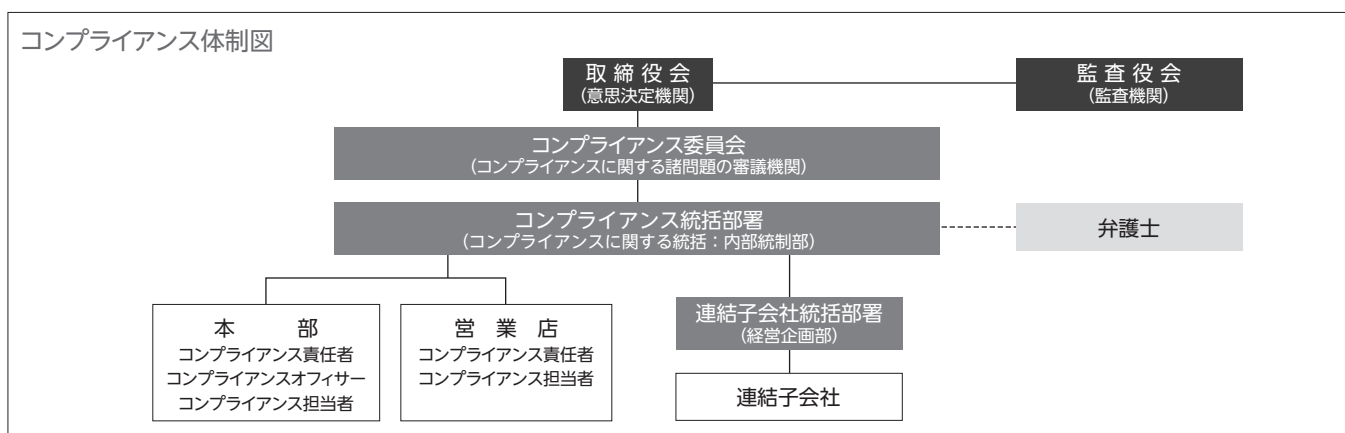 コンプライアンス体制図
取締役会
(意思決定機関)
監査役会
(監査機関)
コンプライアンス委員会
(コンプライアンスに関する諸問題の審議機関)
コンプライアンス統括部署
(コンプライアンスに関する統括：内部統制部)
弁護士
本　部
コンプライアンス責任者
コンプライアンスオフィサー
コンプライアンス担当者
営業店
コンプライアンス責任者
コンプライアンス担当者
連結子会社統括部署
(経営企画部)
連結子会社